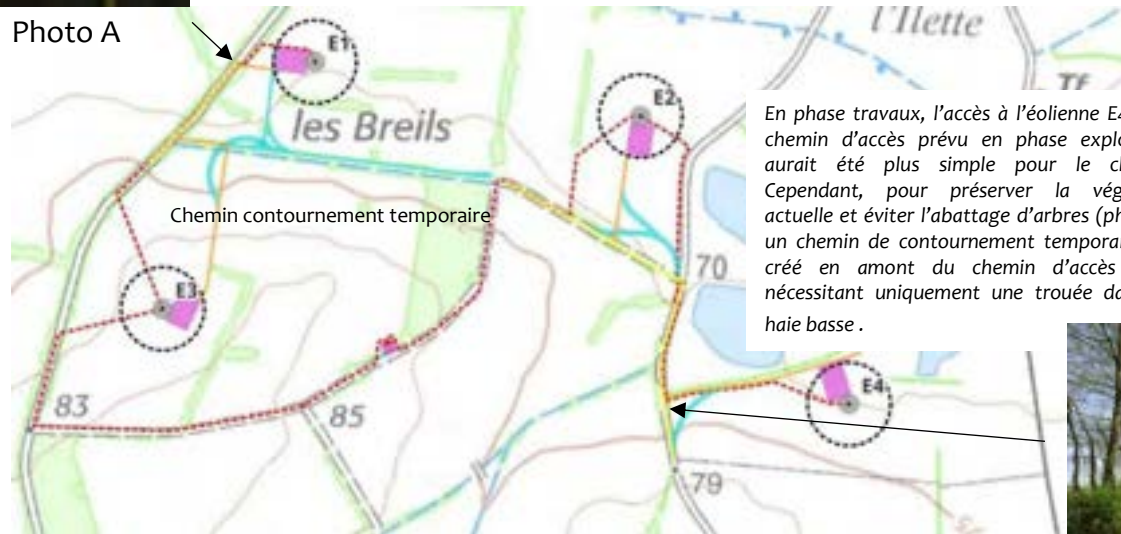 Photo A
l'Ilette
E1
E2
Tf
les Breils
En phase travaux, l'accès à l'éolienne E4
chemin d'accès prévu en phase explo
aurait été plus simple pour le c
Cependant, pour préserver la vég
actuelle et éviter l'abattage d'arbres (ph
un chemin de contournement tempora
créé en amont du chemin d'accès
nécessitant uniquement une trouée da
haie basse .
Chemin contournement temporaire
70
E3
E4
83
85
79